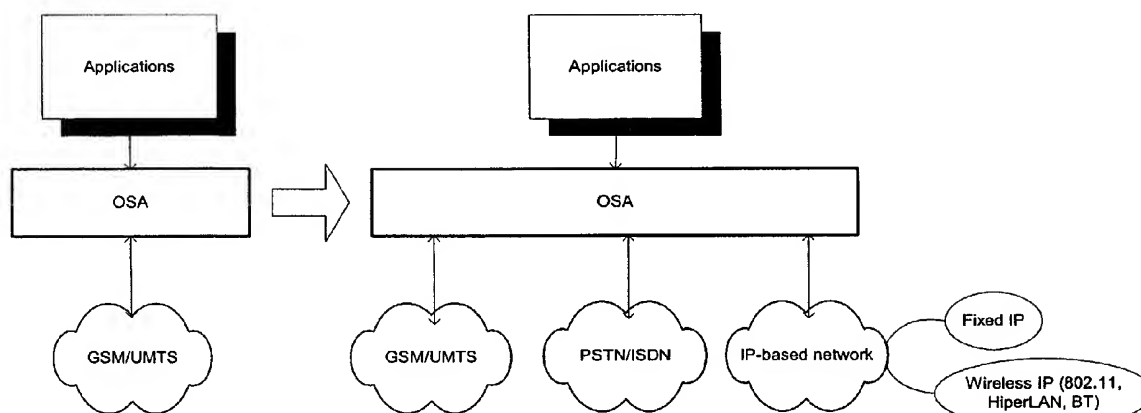 Applications
Applications
OSA
OSA
GSM/UMTS
GSM/UMTS
PSTN/ISDN
IP-based network
Fixed IP
Wireless IP (802.11,
HiperLAN, BT)